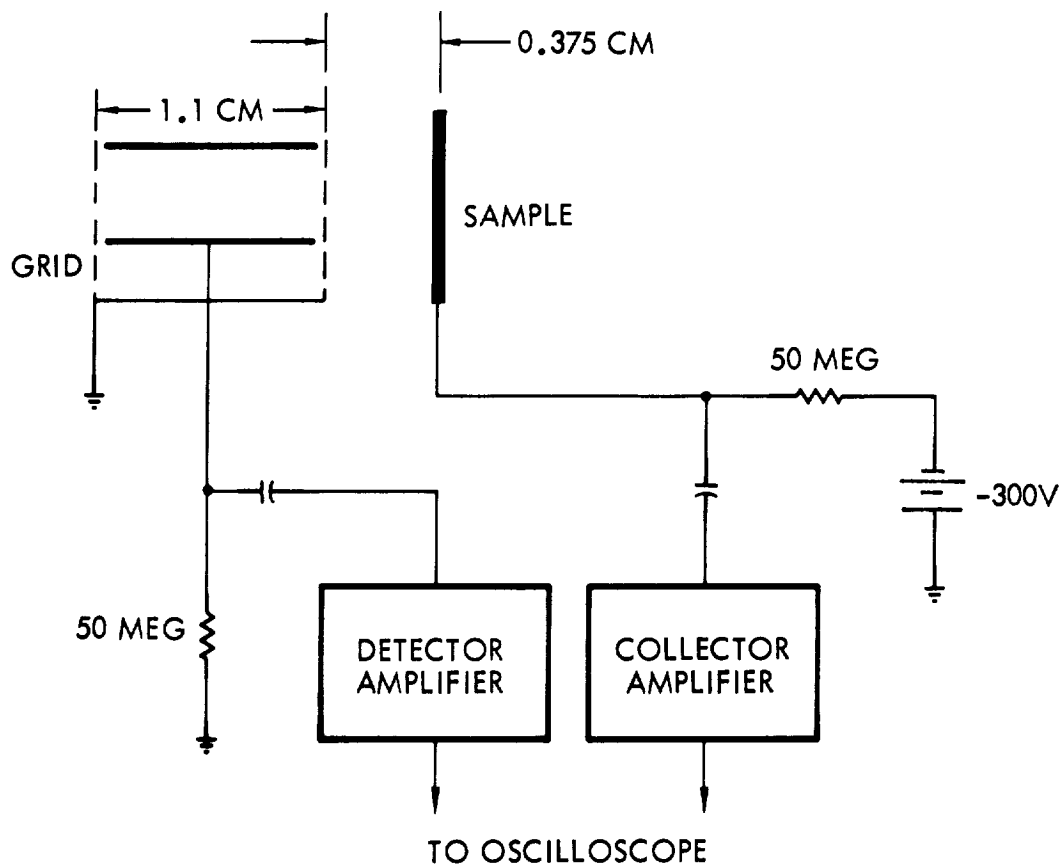 0.375 CM
1.1 CM
SAMPLE
GRID
50 MEG
-300V
50 MEG
DETECTOR
AMPLIFIER
COLLECTOR
AMPLIFIER
TO OSCILLOSCOPE